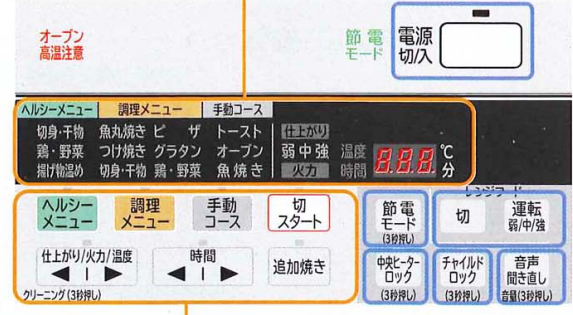 オーブン
高温注意
節電
モード
電源
切/入
ヘルシーメニュー 調理メニュー 手動コース
切身・干物 魚丸焼き ピザ トースト 仕上がり
鶏・野菜 つけ焼き グラタン オーブン 弱 中 強 温度 8.8.8. ℃
揚げ物温め 切身・干物 鶏・野菜 魚焼き 火力 時間 分
レンジフード
ヘルシー
メニュー
調理
メニュー
手動
コース
切
スタート
節電
モード
(3秒押し)
切
運転
弱/中/強
仕上がり/火力/温度
時間
追加焼き
クリーニング(3秒押し)
中央ヒーター
ロック
(3秒押し)
チャイルド
ロック
(3秒押し)
音声
聞き直し
音量(3秒押し)